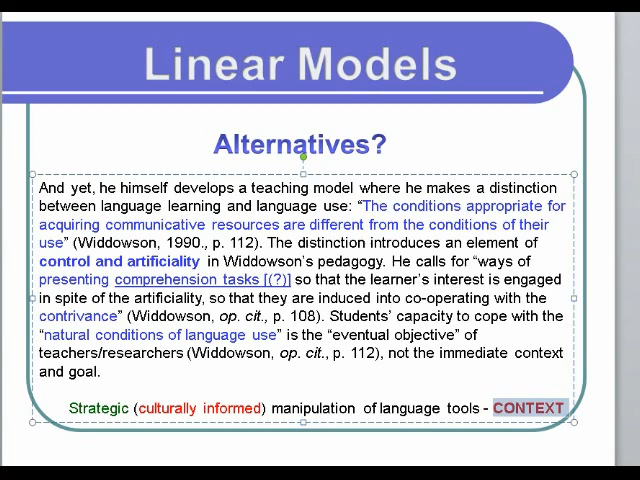 Linear Models
Alternatives?
And yet, he himself develops a teaching model where he makes a distinction
between language learning and language use: “The conditions appropriate for
acquiring communicative resources are different from the conditions of their
use” (Widdowson, 1990., p. 112). The distinction introduces an element of
control and artificiality in Widdowson’s pedagogy. He calls for “ways of
presenting comprehension tasks [(?)] so that the learner’s interest is engaged
in spite of the artificiality, so that they are induced into co-operating with the
contrivance” (Widdowson, op. cit., p. 108). Students’ capacity to cope with the
“natural conditions of language use” is the “eventual objective” of
teachers/researchers (Widdowson, op. cit., p. 112), not the immediate context
and goal.
Strategic (culturally informed) manipulation of language tools - CONTEXT